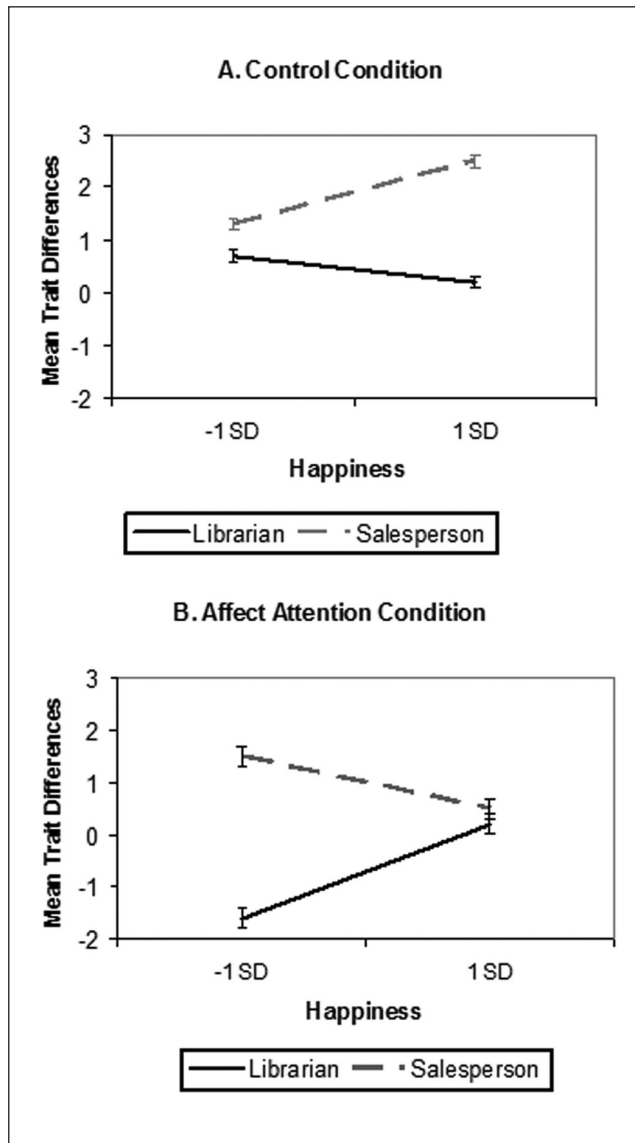 A. Control Condition
3
2
1
0
-1
-2
Mean Trait Differences
-1 SD 1 SD
Happiness
Librarian Salesperson
B. Affect Attention Condition
3
2
1
0
-1
-2
Mean Trait Differences
-1 SD 1 SD
Happiness
Librarian Salesperson